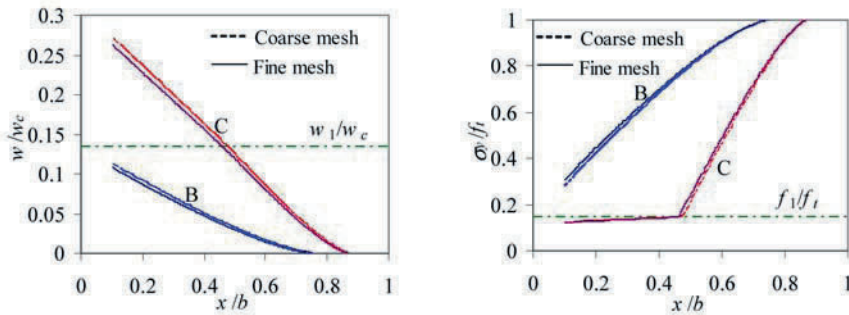 0.3
0.25
0.2
0.15
0.1
0.05
0
w/wc
Coarse mesh
Fine mesh
C
w1/wc
B
0 0.2 0.4 0.6 0.8 1
x/b
1
0.8
0.6
0.4
0.2
0
σy/ft
Coarse mesh
Fine mesh
B
C
f1/ft
0 0.2 0.4 0.6 0.8 1
x/b